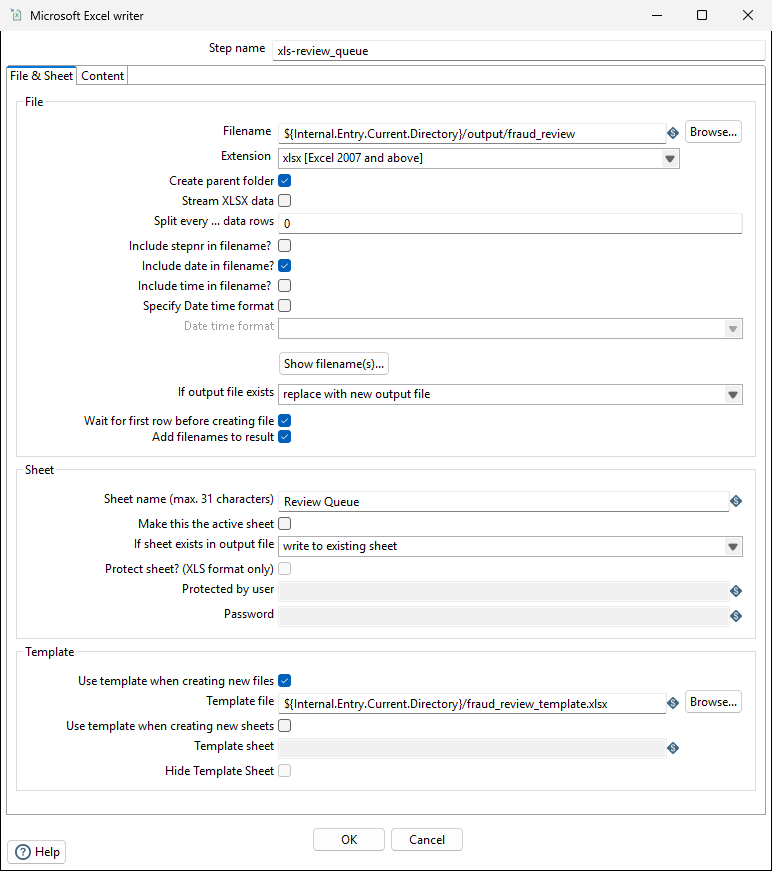 Microsoft Excel writer
Step name xls-review_queue
File & Sheet Content
File
Filename ${Internal.Entry.Current.Directory}/output/fraud_review Browse...
Extension xlsx [Excel 2007 and above]
Create parent folder
Stream XLSX data
Split every ... data rows 0
Include stepnr in filename?
Include date in filename?
Include time in filename?
Specify Date time format
Date time format
Show filename(s)...
If output file exists replace with new output file
Wait for first row before creating file
Add filenames to result
Sheet
Sheet name (max. 31 characters) Review Queue
Make this the active sheet
If sheet exists in output file write to existing sheet
Protect sheet? (XLS format only)
Protected by user
Password
Template
Use template when creating new files
Template file ${Internal.Entry.Current.Directory}/fraud_review_template.xlsx Browse...
Use template when creating new sheets
Template sheet
Hide Template Sheet
OK Cancel
Help